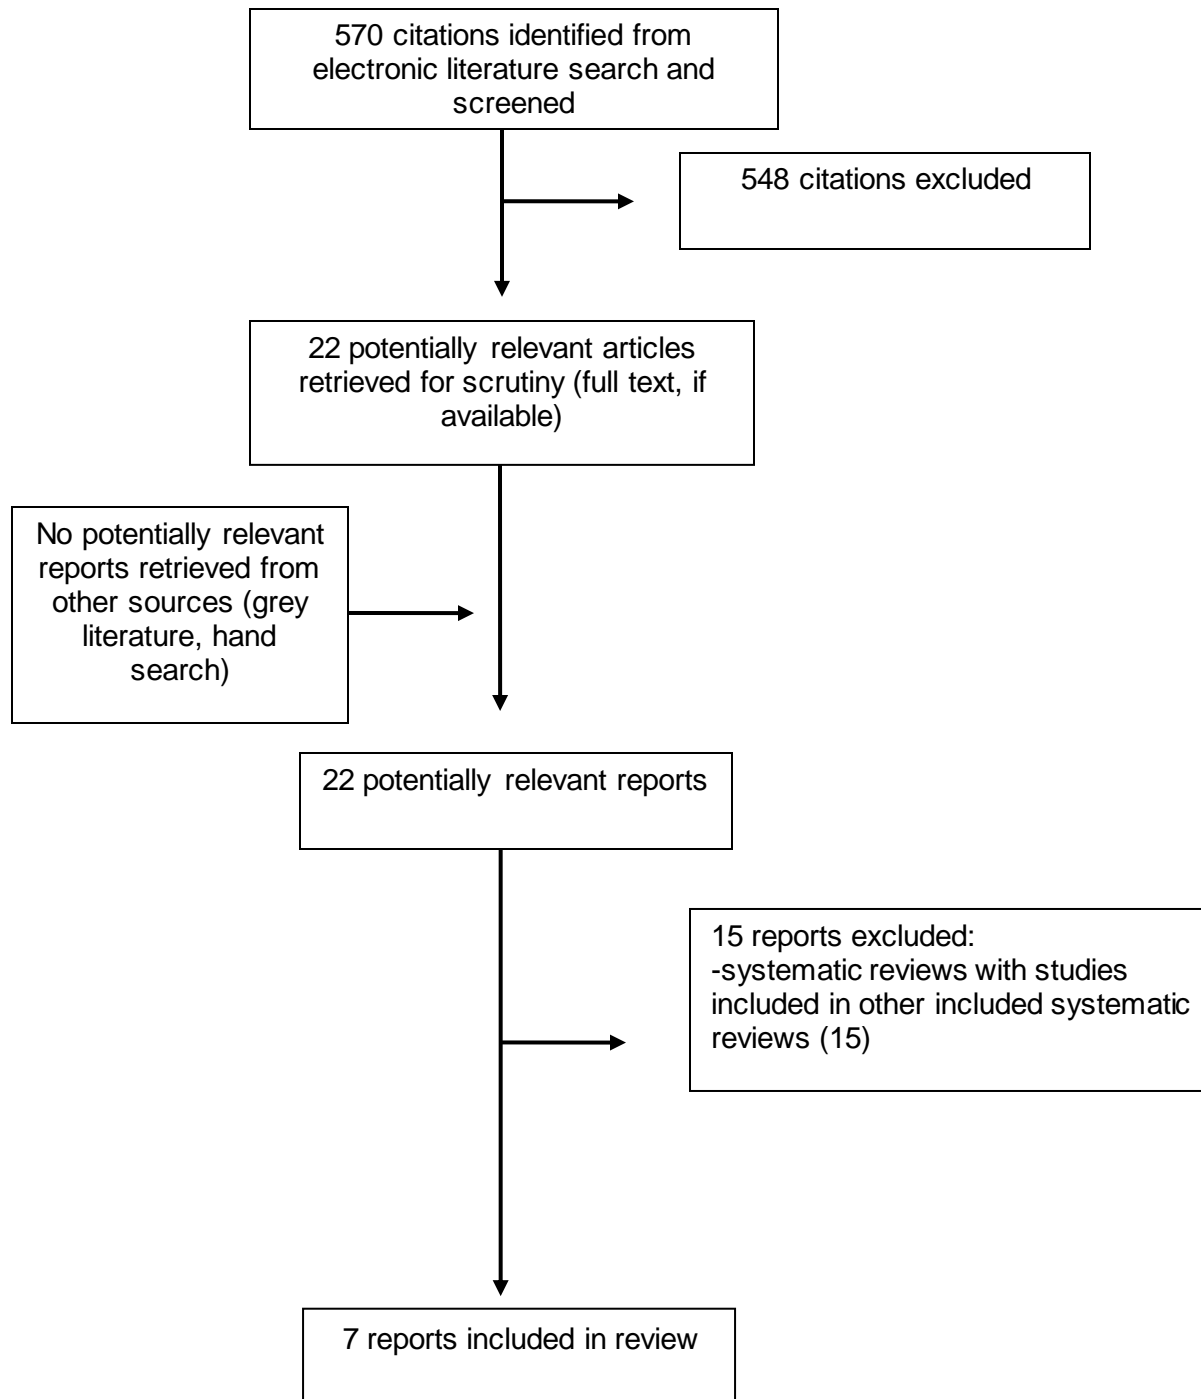 570 citations identified from
electronic literature search and
screened
548 citations excluded
22 potentially relevant articles
retrieved for scrutiny (full text, if
available)
No potentially relevant
reports retrieved from
other sources (grey
literature, hand
search)
22 potentially relevant reports
15 reports excluded:
-systematic reviews with studies
included in other included systematic
reviews (15)
7 reports included in review